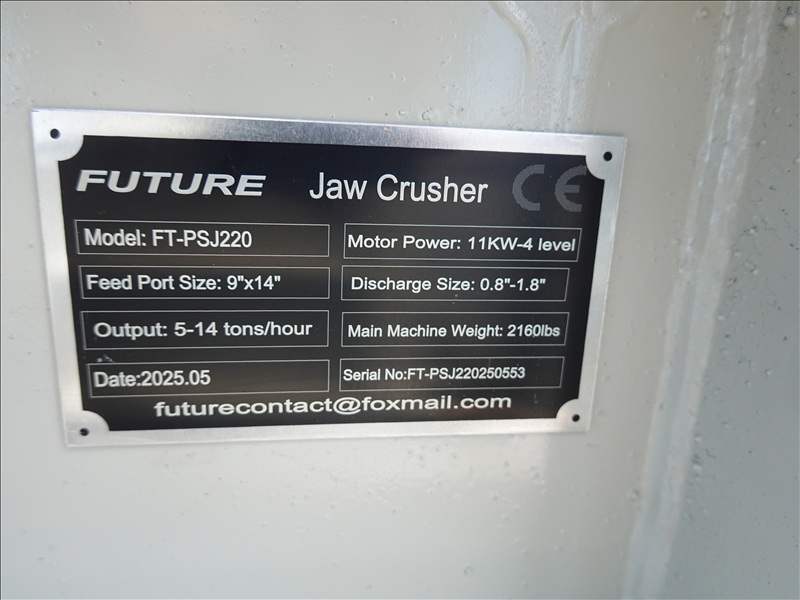 FUTURE Jaw Crusher CE
Model: FT-PSJ220 Motor Power: 11KW-4 level
Feed Port Size: 9"x14" Discharge Size: 0.8"-1.8"
Output: 5-14 tons/hour Main Machine Weight: 2160lbs
Date:2025.05 Serial No:FT-PSJ220250553
futurecontact@foxmail.com